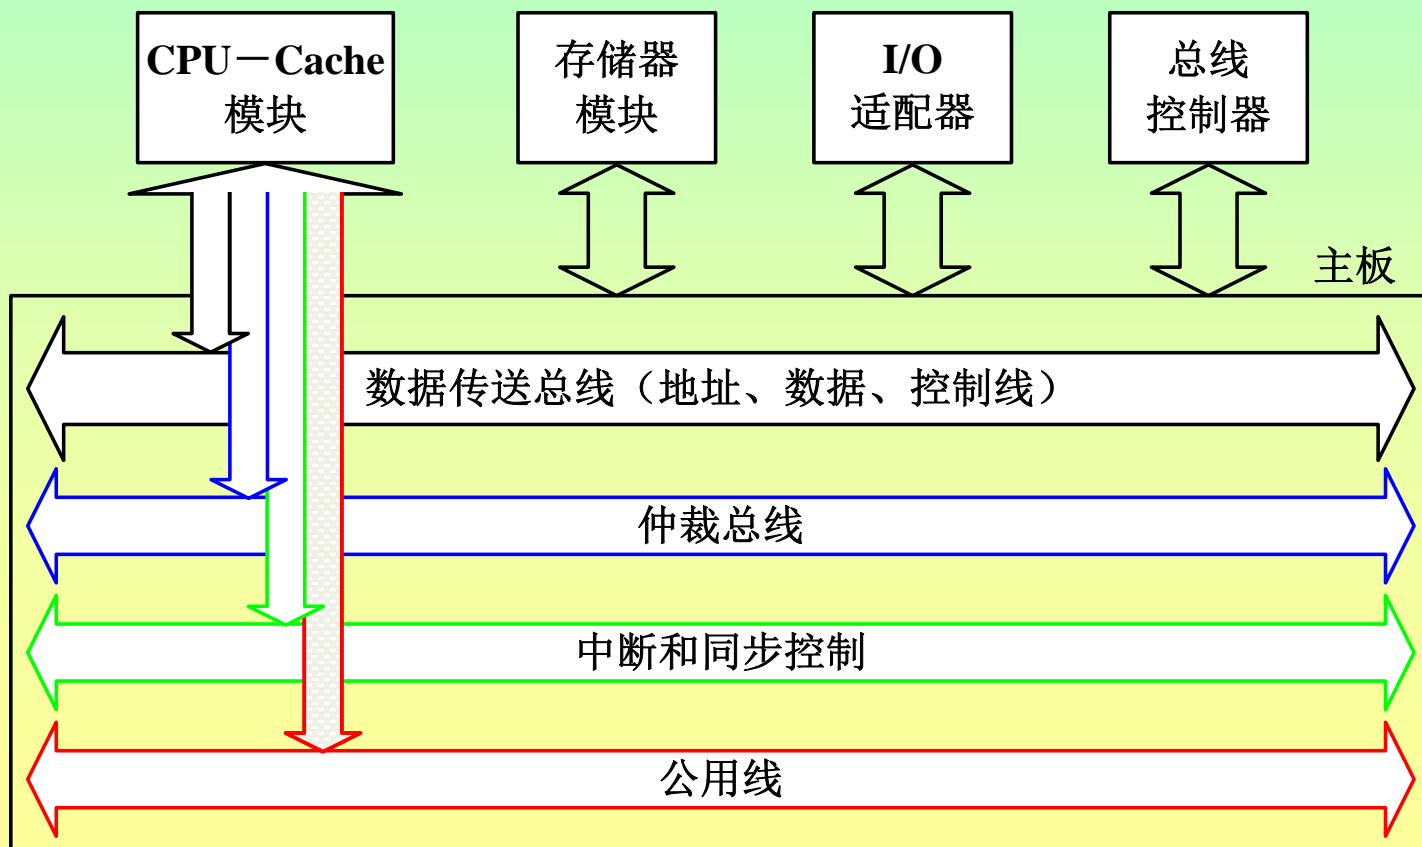 CPU－Cache
模块
存储器
模块
I/O
适配器
总线
控制器
主板
数据传送总线（地址、数据、控制线）
仲裁总线
中断和同步控制
公用线